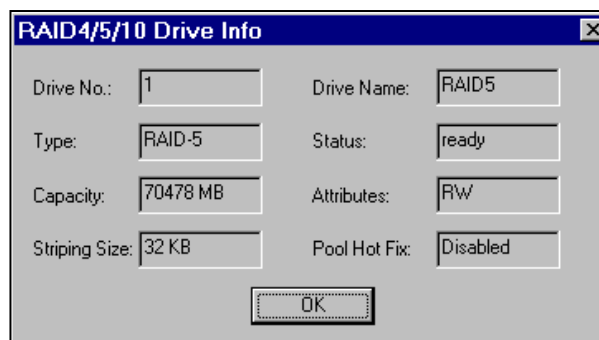 RAID4/5/10 Drive Info
Drive No.: 1 Drive Name: RAID5
Type: RAID-5 Status: ready
Capacity: 70478 MB Attributes: RW
Striping Size: 32 KB Pool Hot Fix: Disabled
OK